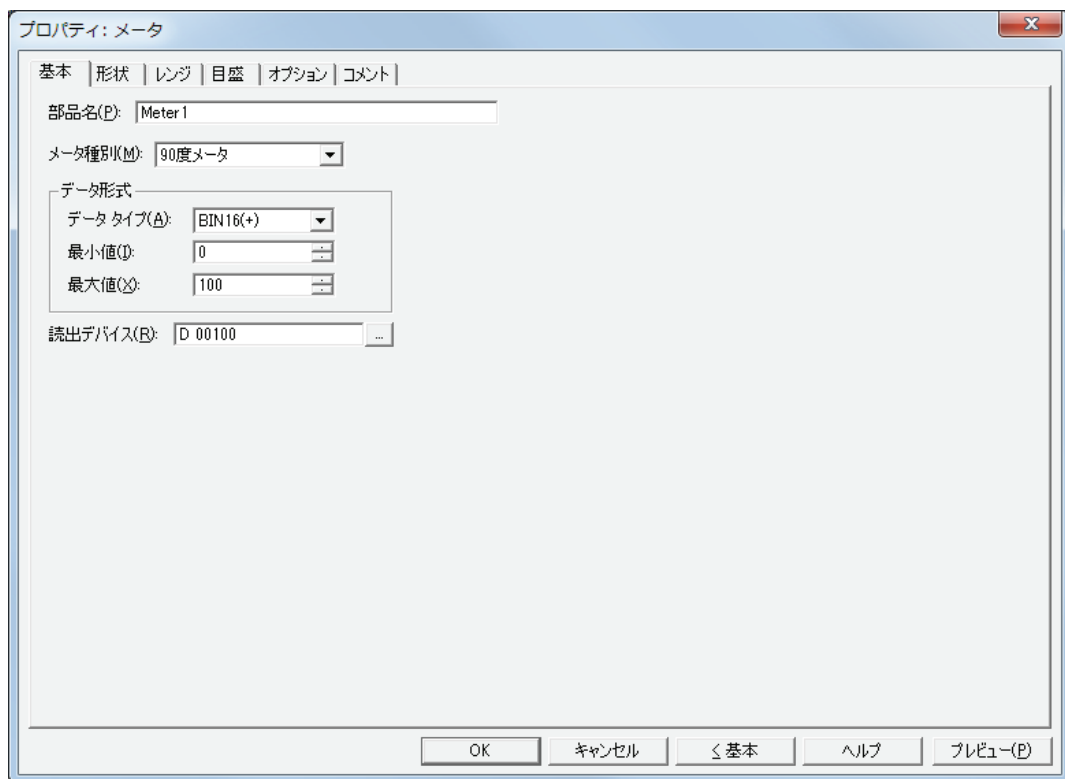 プロパティ: メータ
基本 形状 レンジ 目盛 オプション コメント
部品名(P): Meter1
メータ種別(M): 90度メータ
データ形式
データ タイプ(A): BIN16(+)
最小値(I): 0
最大値(X): 100
読出デバイス(R): D 00100 ...
OK キャンセル < 基本 ヘルプ プレビュー(P)